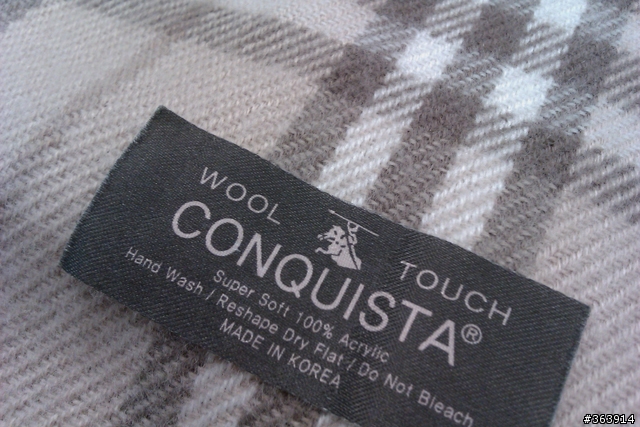 WOOL TOUCH
CONQUISTA®
Super Soft 100% Acrylic
Hand Wash / Reshape Dry Flat / Do Not Bleach
MADE IN KOREA
#363914